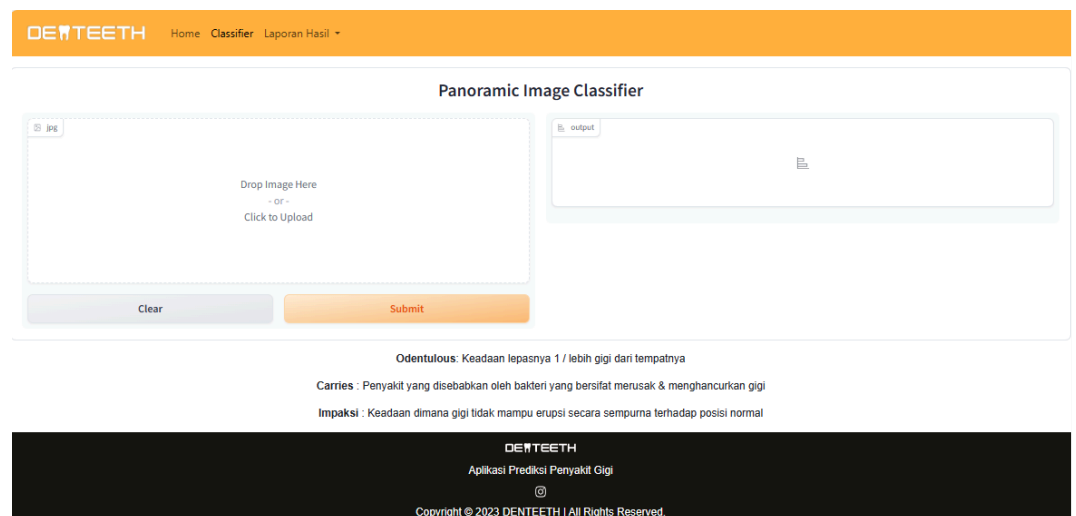 DENTEETH Home Classifier Laporan Hasil
Panoramic Image Classifier
jpg
output
Drop Image Here
- or -
Click to Upload
Clear
Submit
Odentulous: Keadaan lepasnya 1 / lebih gigi dari tempatnya
Carries : Penyakit yang disebabkan oleh bakteri yang bersifat merusak & menghancurkan gigi
Impaksi : Keadaan dimana gigi tidak mampu erupsi secara sempurna terhadap posisi normal
DENTEETH
Aplikasi Prediksi Penyakit Gigi
Copyright © 2023 DENTEETH | All Rights Reserved.